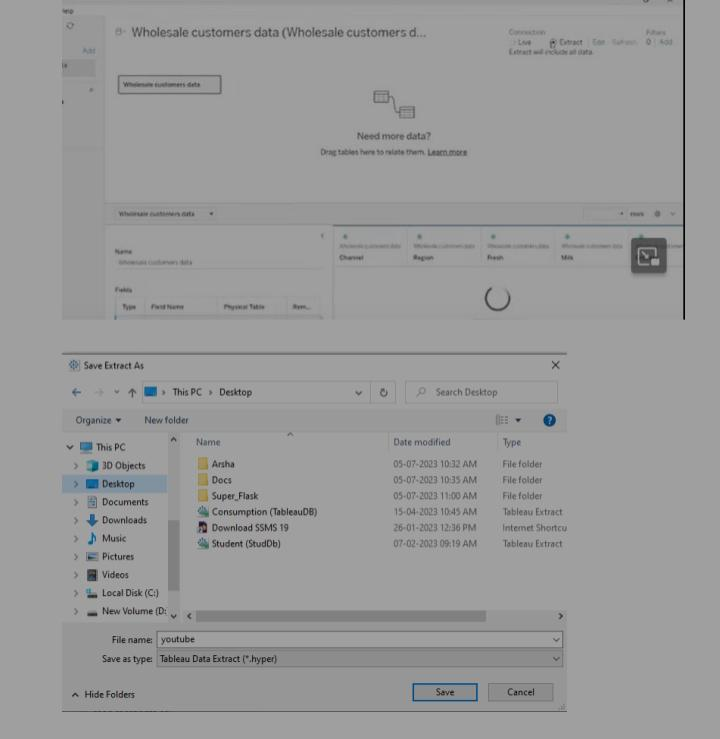 Help
Wholesale customers data (Wholesale customers d...
Connection
Live Extract Edit Refresh
Extract will include all data.
Filters
0 Add
Add
Wholesale customers data
Need more data?
Drag tables here to relate them. Learn more
Wholesale customers data
rows
Name
Wholesale customers data
Fields
Type Field Name Physical Table Rem...
Wholesale customers data Wholesale customers data Wholesale customers data Wholesale customers data
Channel Region Fresh Milk
Save Extract As
This PC > Desktop
Search Desktop
Organize New folder
This PC
3D Objects
Desktop
Documents
Downloads
Music
Pictures
Videos
Local Disk (C:)
New Volume (D:
Name Date modified Type
Arsha 05-07-2023 10:32 AM File folder
Docs 05-07-2023 10:35 AM File folder
Super_Flask 05-07-2023 11:00 AM File folder
Consumption (TableauDB) 15-04-2023 10:45 AM Tableau Extract
Download SSMS 19 26-01-2023 12:36 PM Internet Shortcu
Student (StudDb) 07-02-2023 09:19 AM Tableau Extract
File name: youtube
Save as type: Tableau Data Extract (*.hyper)
Hide Folders
Save Cancel